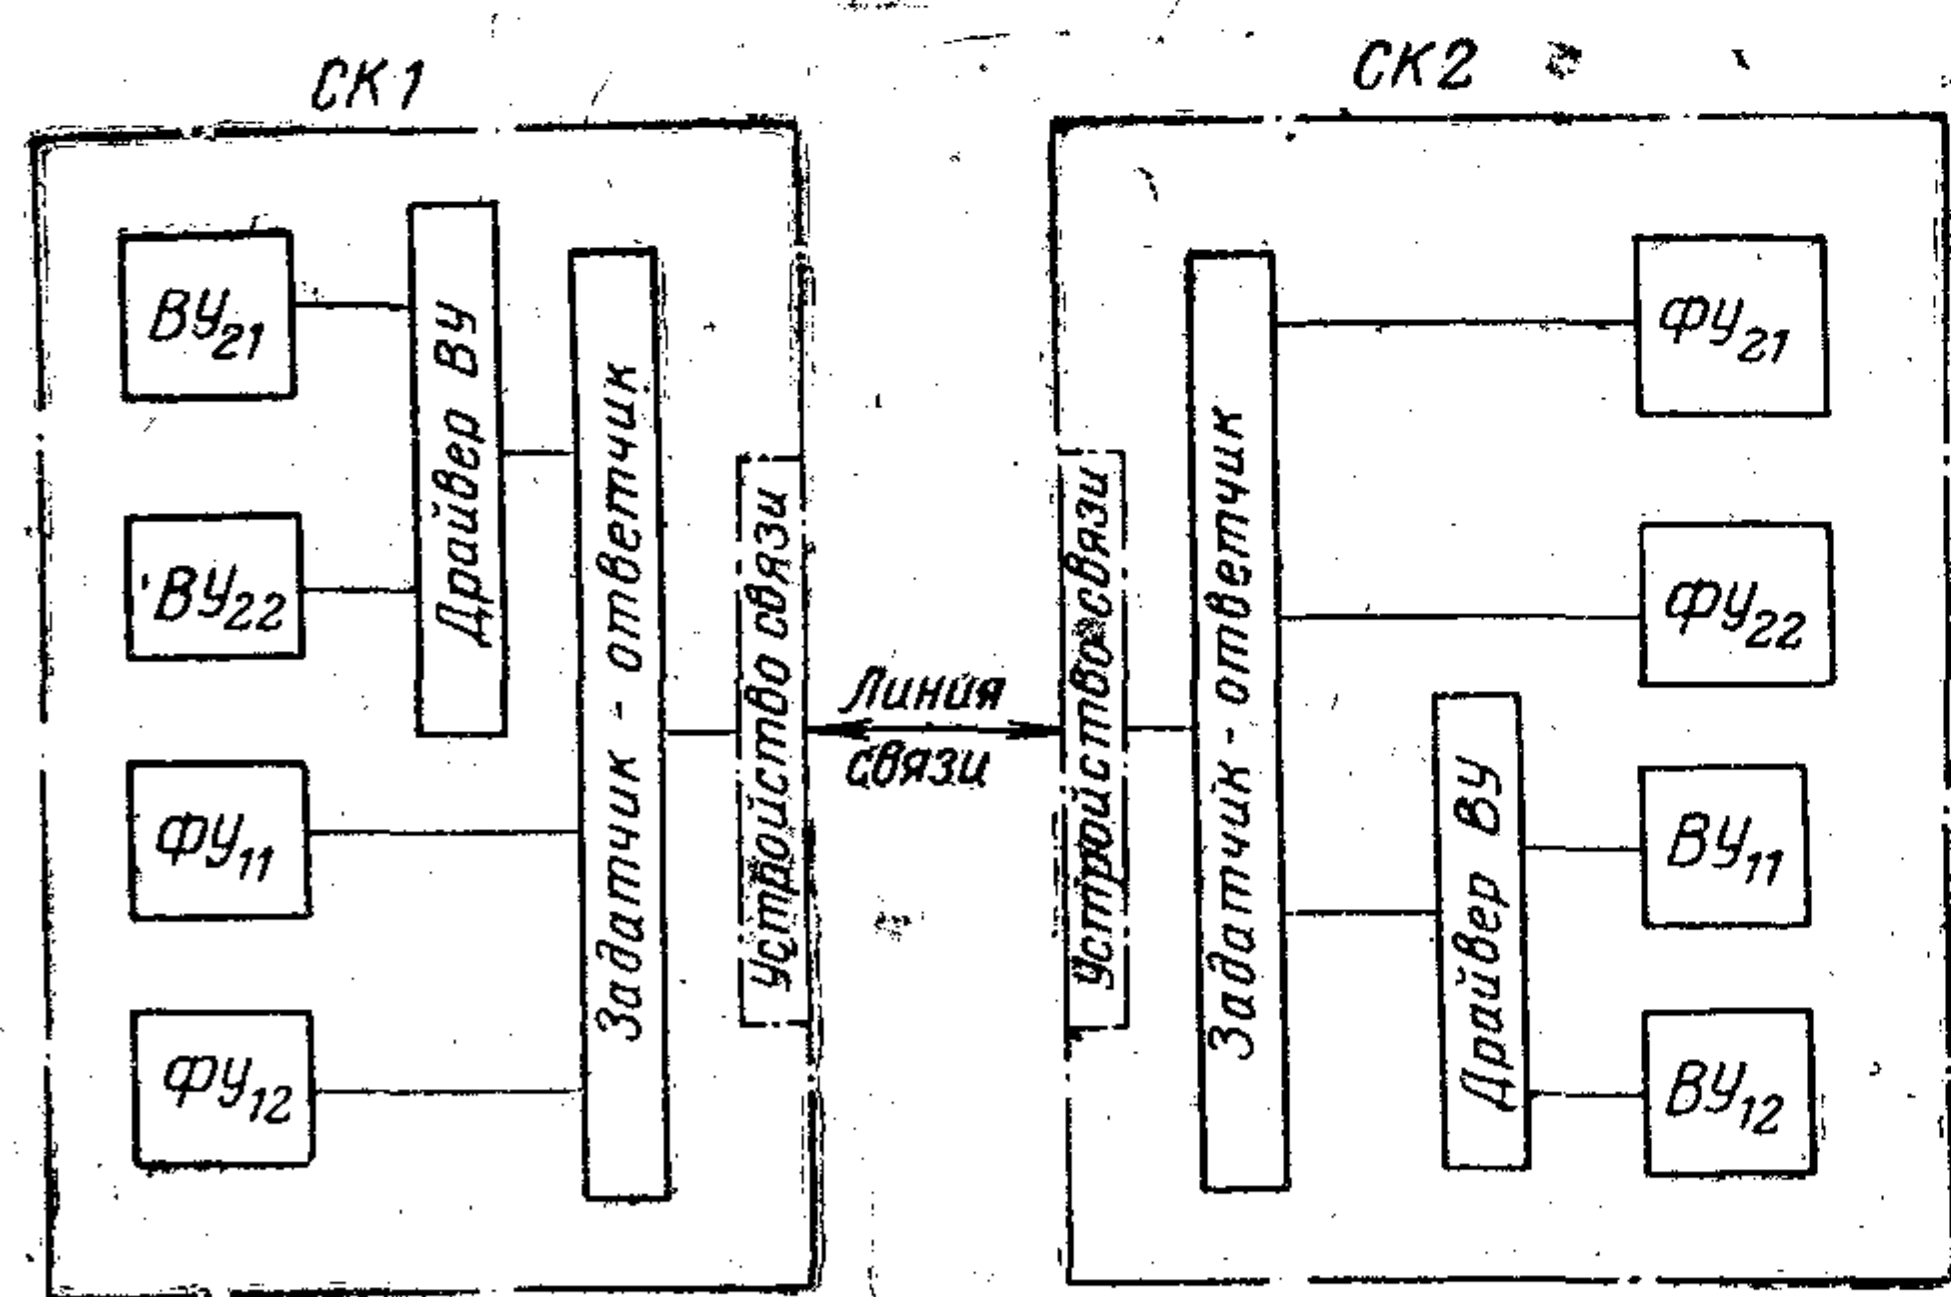 СК1
ВУ21
ВУ22
ФУ11
ФУ12
Драйвер ВУ
Задатчик - ответчик
Устройство связи
Линия
связи
СК2
Устройство связи
Задатчик - ответчик
Драйвер ВУ
ФУ21
ФУ22
ВУ11
ВУ12